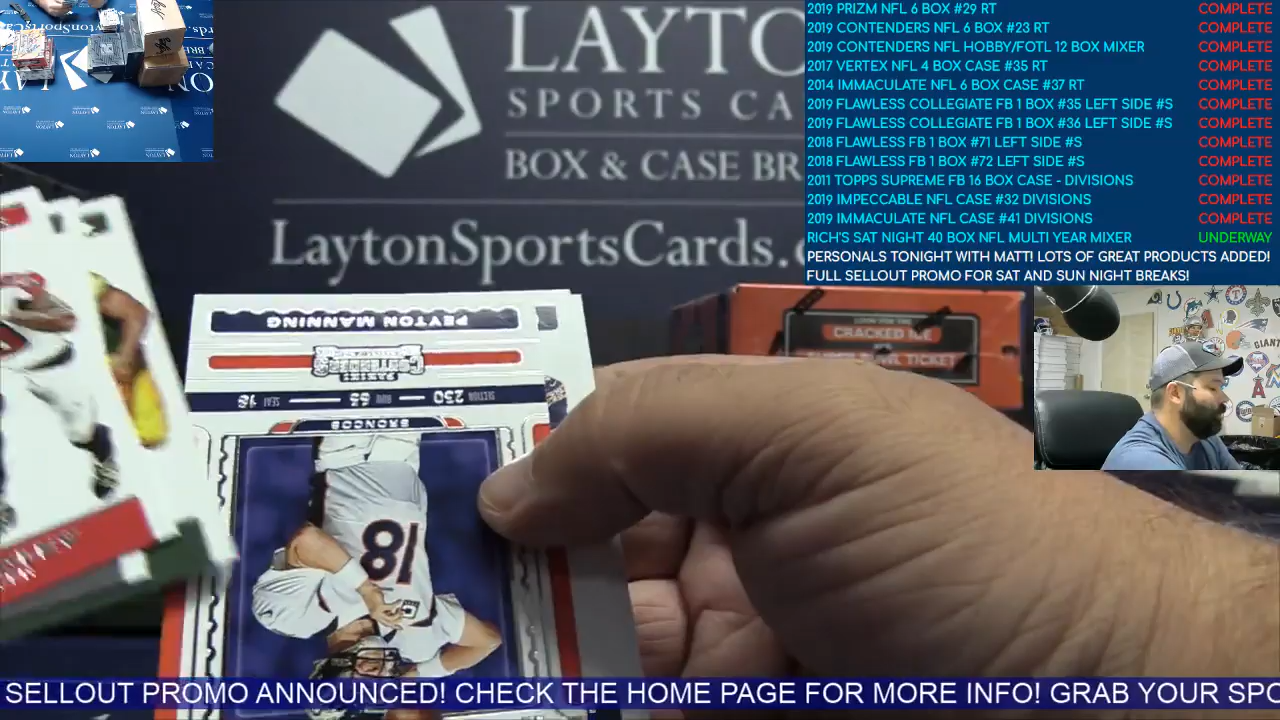 LAYTO
SPORTS CA
BOX & CASE BR
LaytonSportsCards.
2019 PRIZM NFL 6 BOX #29 RT COMPLETE
2019 CONTENDERS NFL 6 BOX #23 RT COMPLETE
2019 CONTENDERS NFL HOBBY/FOTL 12 BOX MIXER COMPLETE
2017 VERTEX NFL 4 BOX CASE #35 RT COMPLETE
2014 IMMACULATE NFL 6 BOX CASE #37 RT COMPLETE
2019 FLAWLESS COLLEGIATE FB 1 BOX #35 LEFT SIDE #S COMPLETE
2019 FLAWLESS COLLEGIATE FB 1 BOX #36 LEFT SIDE #S COMPLETE
2018 FLAWLESS FB 1 BOX #71 LEFT SIDE #S COMPLETE
2018 FLAWLESS FB 1 BOX #72 LEFT SIDE #S COMPLETE
2011 TOPPS SUPREME FB 16 BOX CASE - DIVISIONS COMPLETE
2019 IMPECCABLE NFL CASE #32 DIVISIONS COMPLETE
2019 IMMACULATE NFL CASE #41 DIVISIONS COMPLETE
RICH'S SAT NIGHT 40 BOX NFL MULTI YEAR MIXER UNDERWAY
PERSONALS TONIGHT WITH MATT! LOTS OF GREAT PRODUCTS ADDED!
FULL SELLOUT PROMO FOR SAT AND SUN NIGHT BREAKS!
CRACKED ICE
TICKET
PEYTON MANNING
PANINI
CONTENDERS
SECTION 230 ROW 65 SEAT 18
BRONCOS
18
SELLOUT PROMO ANNOUNCED! CHECK THE HOME PAGE FOR MORE INFO! GRAB YOUR SPO